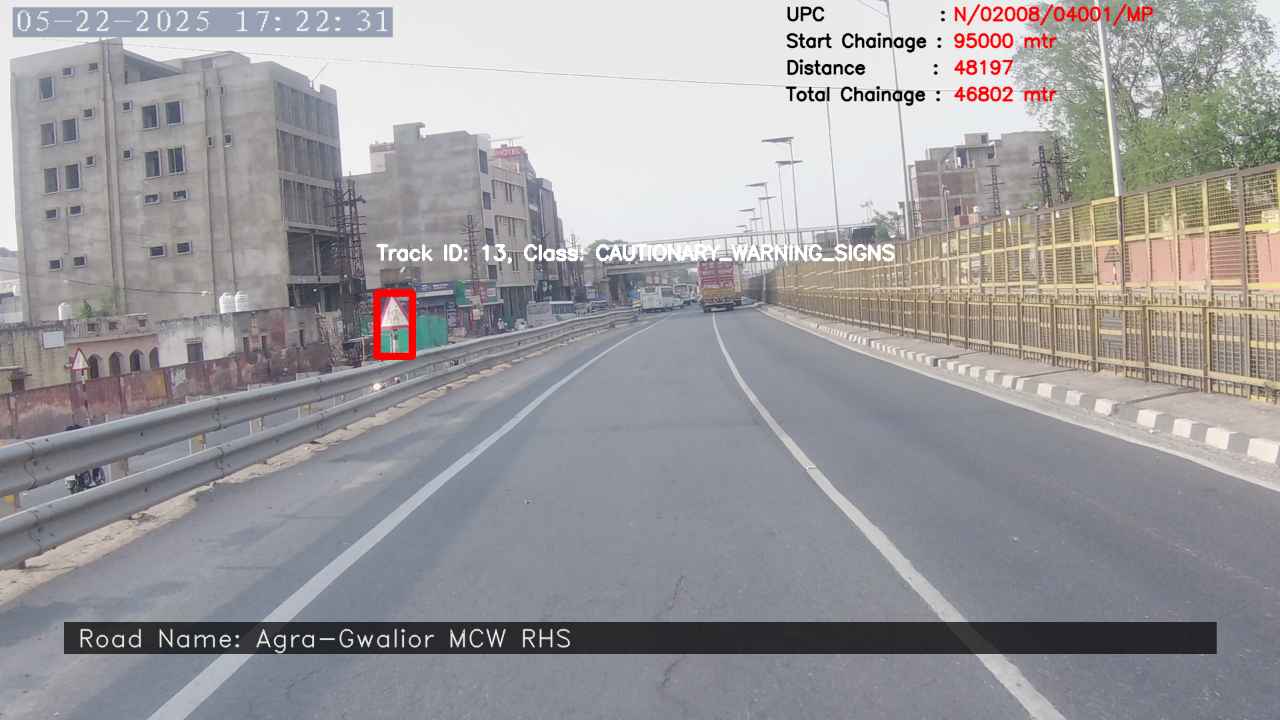 05-22-2025 17:22:31
UPC : N/02008/04001/MP
Start Chainage : 95000 mtr
Distance : 48197
Total Chainage : 46802 mtr
HOTEL
Track ID: 13, Class: CAUTIONARY_WARNING_SIGNS
Road Name: Agra-Gwalior MCW RHS